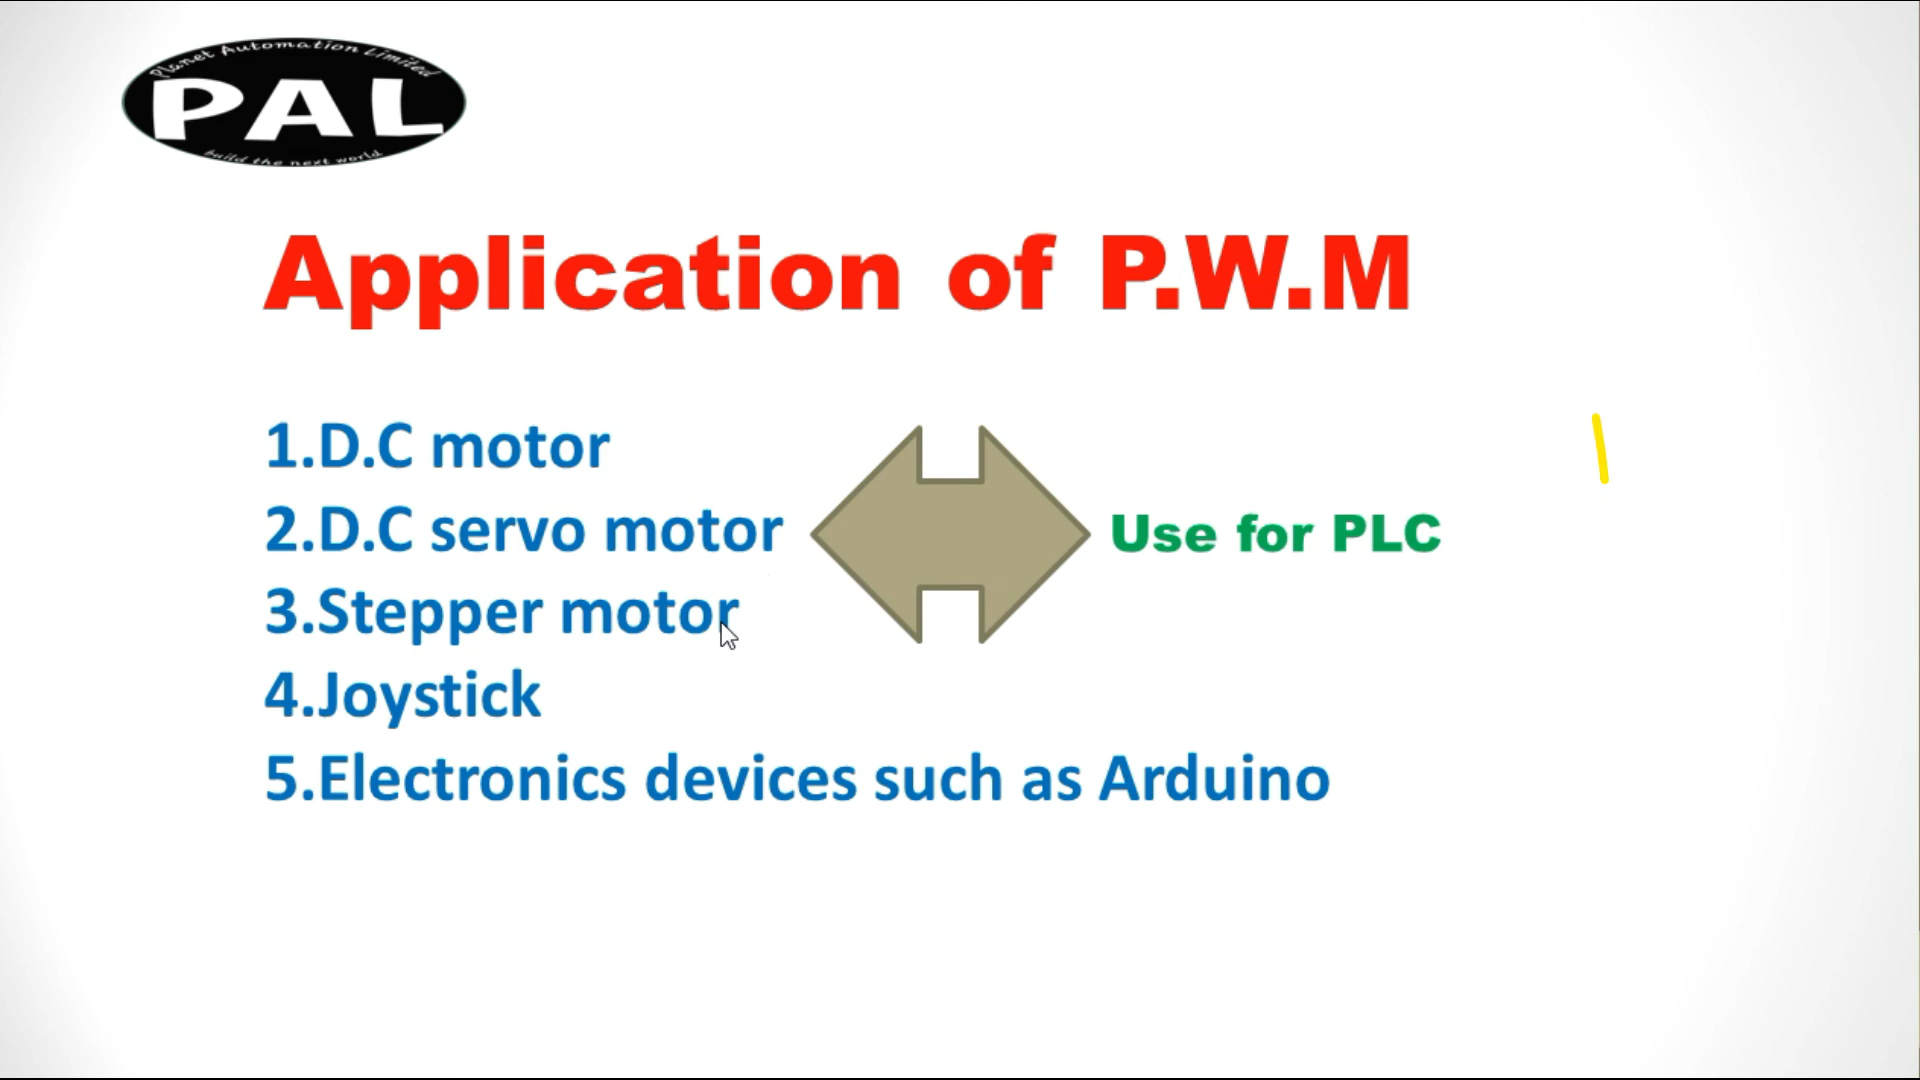 Planet Automation Limited
PAL
build the next world
Application of P.W.M
1.D.C motor
2.D.C servo motor
Use for PLC
3.Stepper motor
4.Joystick
5.Electronics devices such as Arduino